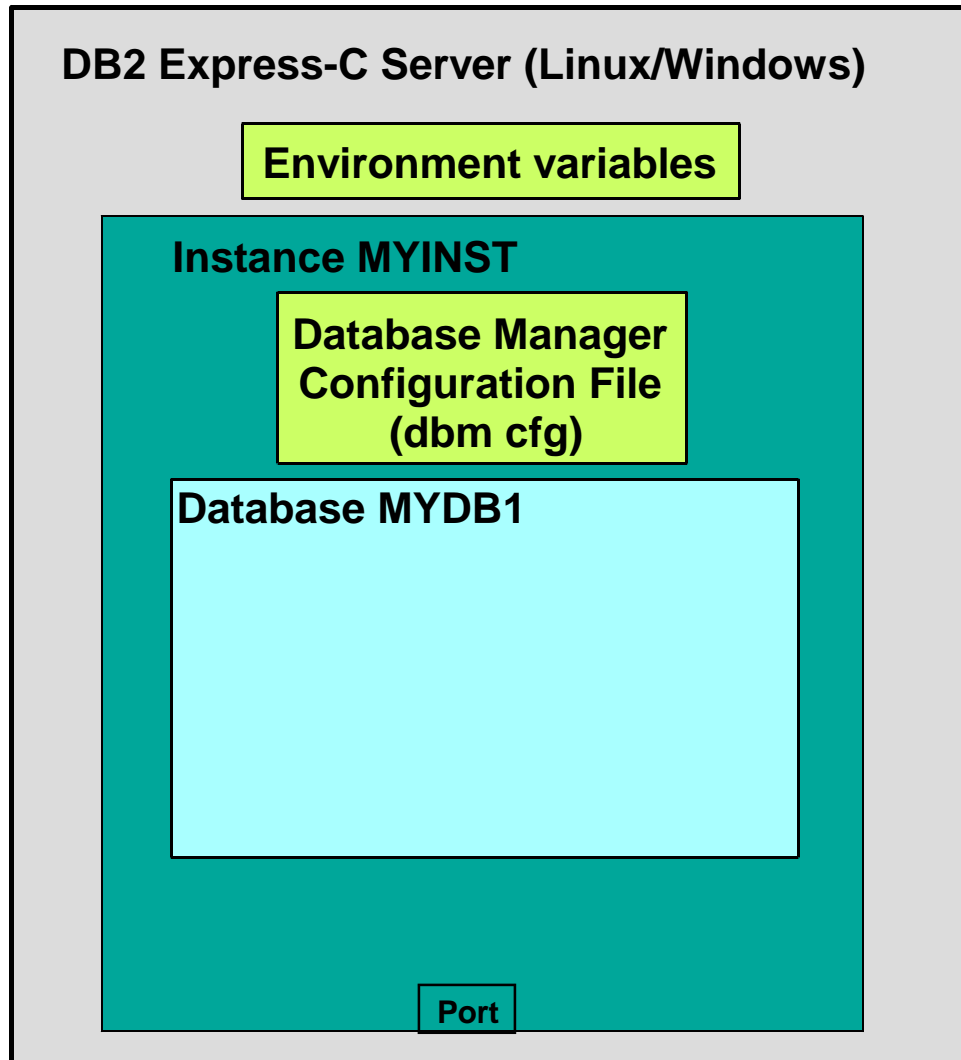 DB2 Express-C Server (Linux/Windows)
Environment variables
Instance MYINST
Database Manager
Configuration File
(dbm cfg)
Database MYDB1
Port